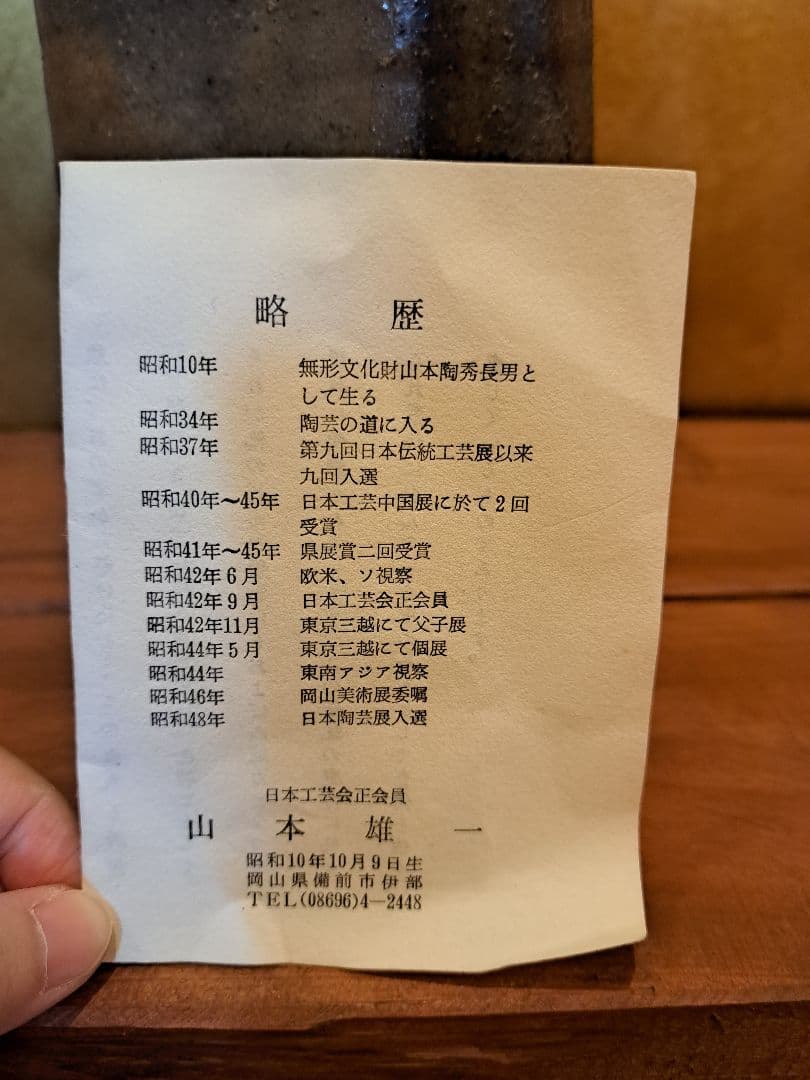 略歴
昭和10年 無形文化財山本陶秀長男と
して生る
昭和34年 陶芸の道に入る
昭和37年 第九回日本伝統工芸展以来
九回入選
昭和40年〜45年 日本工芸中国展に於て2回
受賞
昭和41年〜45年 県展賞二回受賞
昭和42年6月 欧米、ソ視察
昭和42年9月 日本工芸会正会員
昭和42年11月 東京三越にて父子展
昭和44年5月 東京三越にて個展
昭和44年 東南アジア視察
昭和46年 岡山美術展委嘱
昭和48年 日本陶芸展入選
日本工芸会正会員
山本雄一
昭和10年10月9日生
岡山県備前市伊部
TEL(08696)4—2448